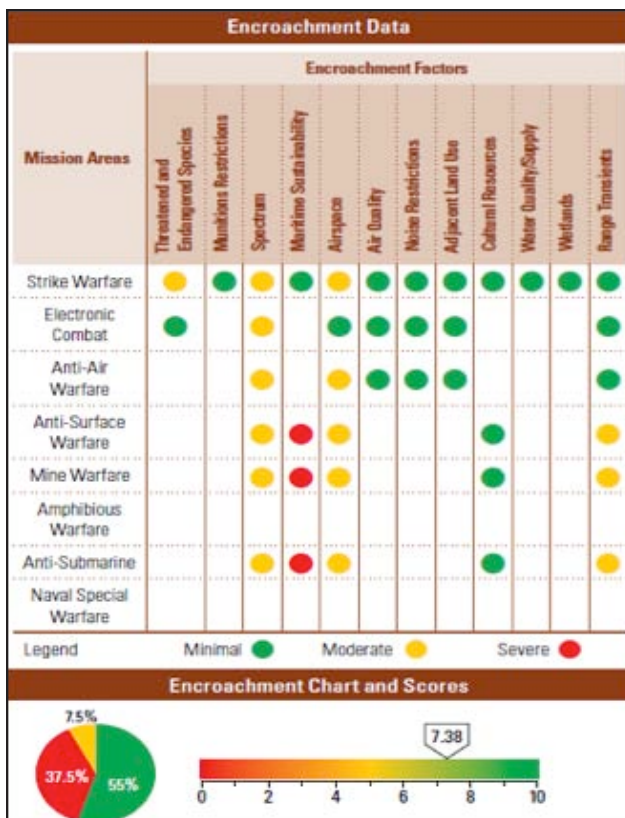 Encroachment Data
Encroachment Factors
Mission Areas
Threatened and
Endangered Species
Munitions Restrictions
Spectrum
Maritime Sustainability
Airspace
Air Quality
Noise Restrictions
Adjacent Land Use
Cultural Resources
Water Quality/Supply
Wetlands
Range Transients
Strike Warfare
Electronic
Combat
Anti-Air
Warfare
Anti-Surface
Warfare
Mine Warfare
Amphibious
Warfare
Anti-Submarine
Naval Special
Warfare
Legend Minimal Moderate Severe
Encroachment Chart and Scores
7.5%
37.5%
55%
7.38
0 2 4 6 8 10